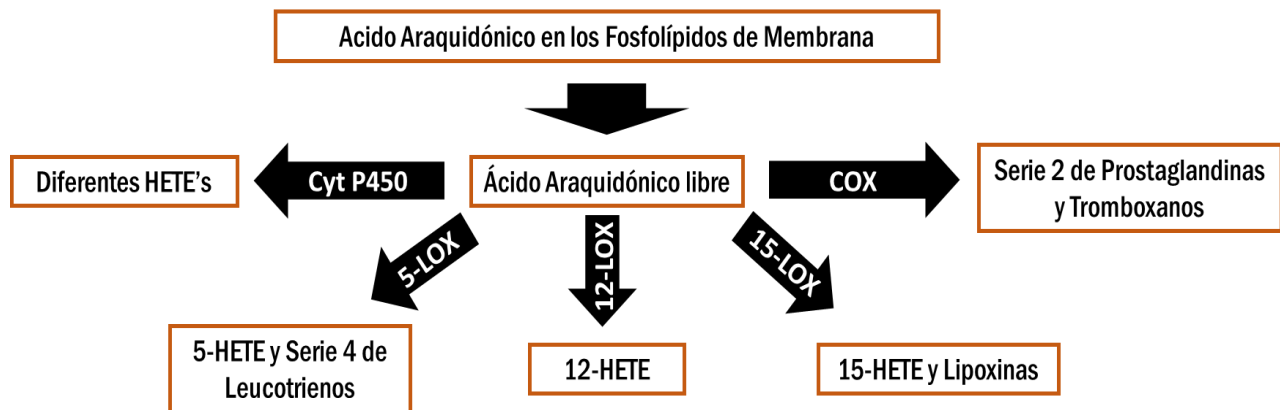 Acido Araquidónico en los Fosfolípidos de Membrana
Diferentes HETE's
Cyt P450
Ácido Araquidónico libre
COX
Serie 2 de Prostaglandinas
y Tromboxanos
5-LOX
12-LOX
15-LOX
5-HETE y Serie 4 de
Leucotrienos
12-HETE
15-HETE y Lipoxinas